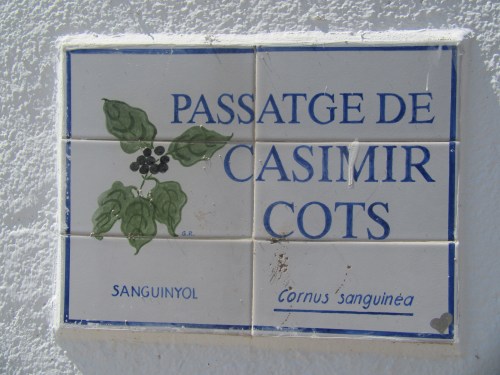 PASSATGE DE
CASIMIR
COTS
SANGUINYOL
Cornus sanguinea